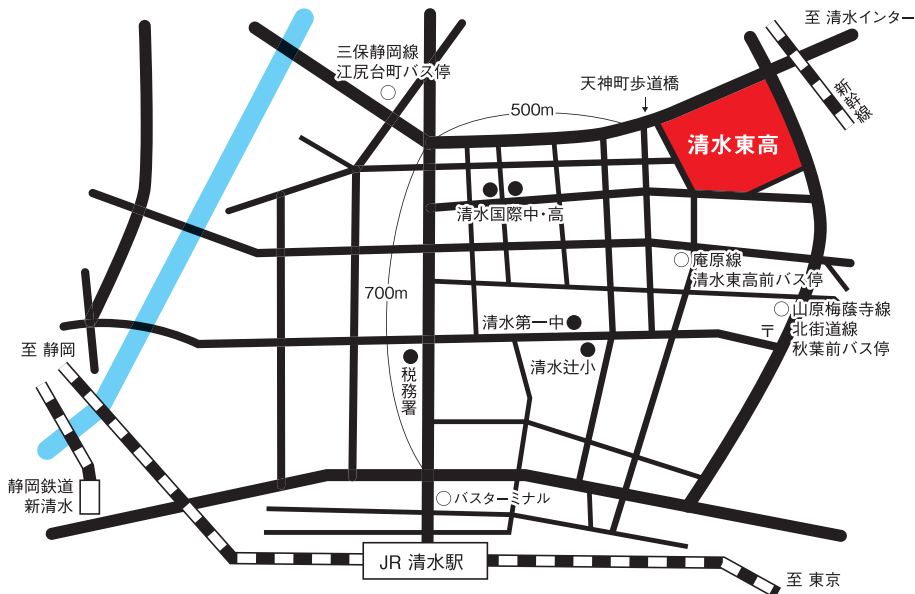 至 清水インター
三保静岡線
江尻台町バス停
天神町歩道橋
新幹線
500m
清水東高
清水国際中・高
庵原線
清水東高前バス停
700m
山原梅蔭寺線
北街道線
秋葉前バス停
〒
清水第一中
至 静岡
清水辻小
税務署
静岡鉄道
新清水
バスターミナル
JR 清水駅
至 東京